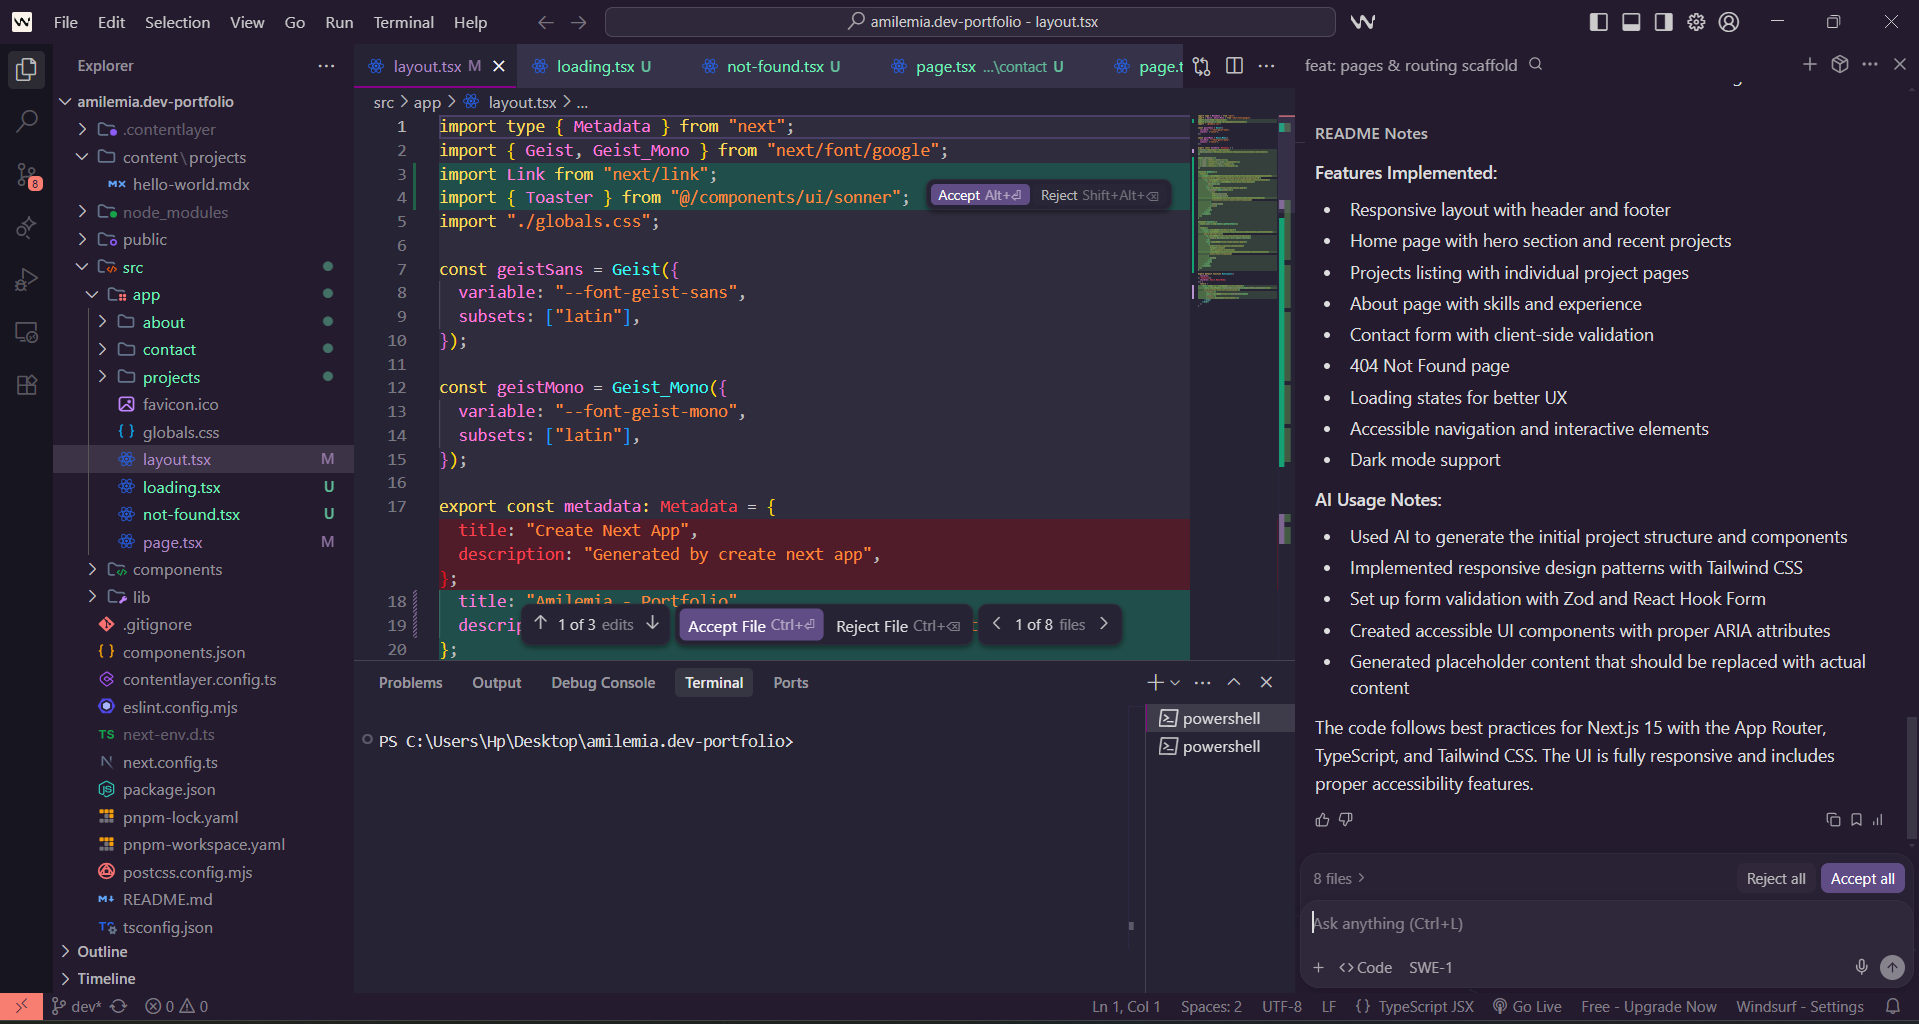 File Edit Selection View Go Run Terminal Help
amilemia.dev-portfolio - layout.tsx
Explorer
amilemia.dev-portfolio
.contentlayer
content\projects
hello-world.mdx
node_modules
public
src
app
about
contact
projects
favicon.ico
globals.css
layout.tsx M
loading.tsx U
not-found.tsx U
page.tsx M
components
lib
.gitignore
components.json
contentlayer.config.ts
eslint.config.mjs
next-env.d.ts
next.config.ts
package.json
pnpm-lock.yaml
pnpm-workspace.yaml
postcss.config.mjs
README.md
tsconfig.json
Outline
Timeline
8
layout.tsx M loading.tsx U not-found.tsx U page.tsx ...\contact U page.t
src > app > layout.tsx > ...
1 import type { Metadata } from "next";
2 import { Geist, Geist_Mono } from "next/font/google";
3 import Link from "next/link";
4 import { Toaster } from "@/components/ui/sonner";
Accept Alt+⏎ Reject Shift+Alt+⌫
5 import "./globals.css";
6
7 const geistSans = Geist({
8 variable: "--font-geist-sans",
9 subsets: ["latin"],
10 });
11
12 const geistMono = Geist_Mono({
13 variable: "--font-geist-mono",
14 subsets: ["latin"],
15 });
16
17 export const metadata: Metadata = {
title: "Create Next App",
description: "Generated by create next app",
};
18 title: "Amilemia - Portfolio"
19 descrip
20 };
1 of 3 edits Accept File Ctrl+⏎ Reject File Ctrl+⌫ 1 of 8 files
Problems Output Debug Console Terminal Ports
PS C:\Users\Hp\Desktop\amilemia.dev-portfolio>
powershell
powershell
feat: pages & routing scaffold
README Notes
Features Implemented:
• Responsive layout with header and footer
• Home page with hero section and recent projects
• Projects listing with individual project pages
• About page with skills and experience
• Contact form with client-side validation
• 404 Not Found page
• Loading states for better UX
• Accessible navigation and interactive elements
• Dark mode support
AI Usage Notes:
• Used AI to generate the initial project structure and components
• Implemented responsive design patterns with Tailwind CSS
• Set up form validation with Zod and React Hook Form
• Created accessible UI components with proper ARIA attributes
• Generated placeholder content that should be replaced with actual
content
The code follows best practices for Next.js 15 with the App Router,
TypeScript, and Tailwind CSS. The UI is fully responsive and includes
proper accessibility features.
8 files > Reject all Accept all
Ask anything (Ctrl+L)
+ <> Code SWE-1
dev* 0 0 Ln 1, Col 1 Spaces: 2 UTF-8 LF {} TypeScript JSX Go Live Free - Upgrade Now Windsurf - Settings